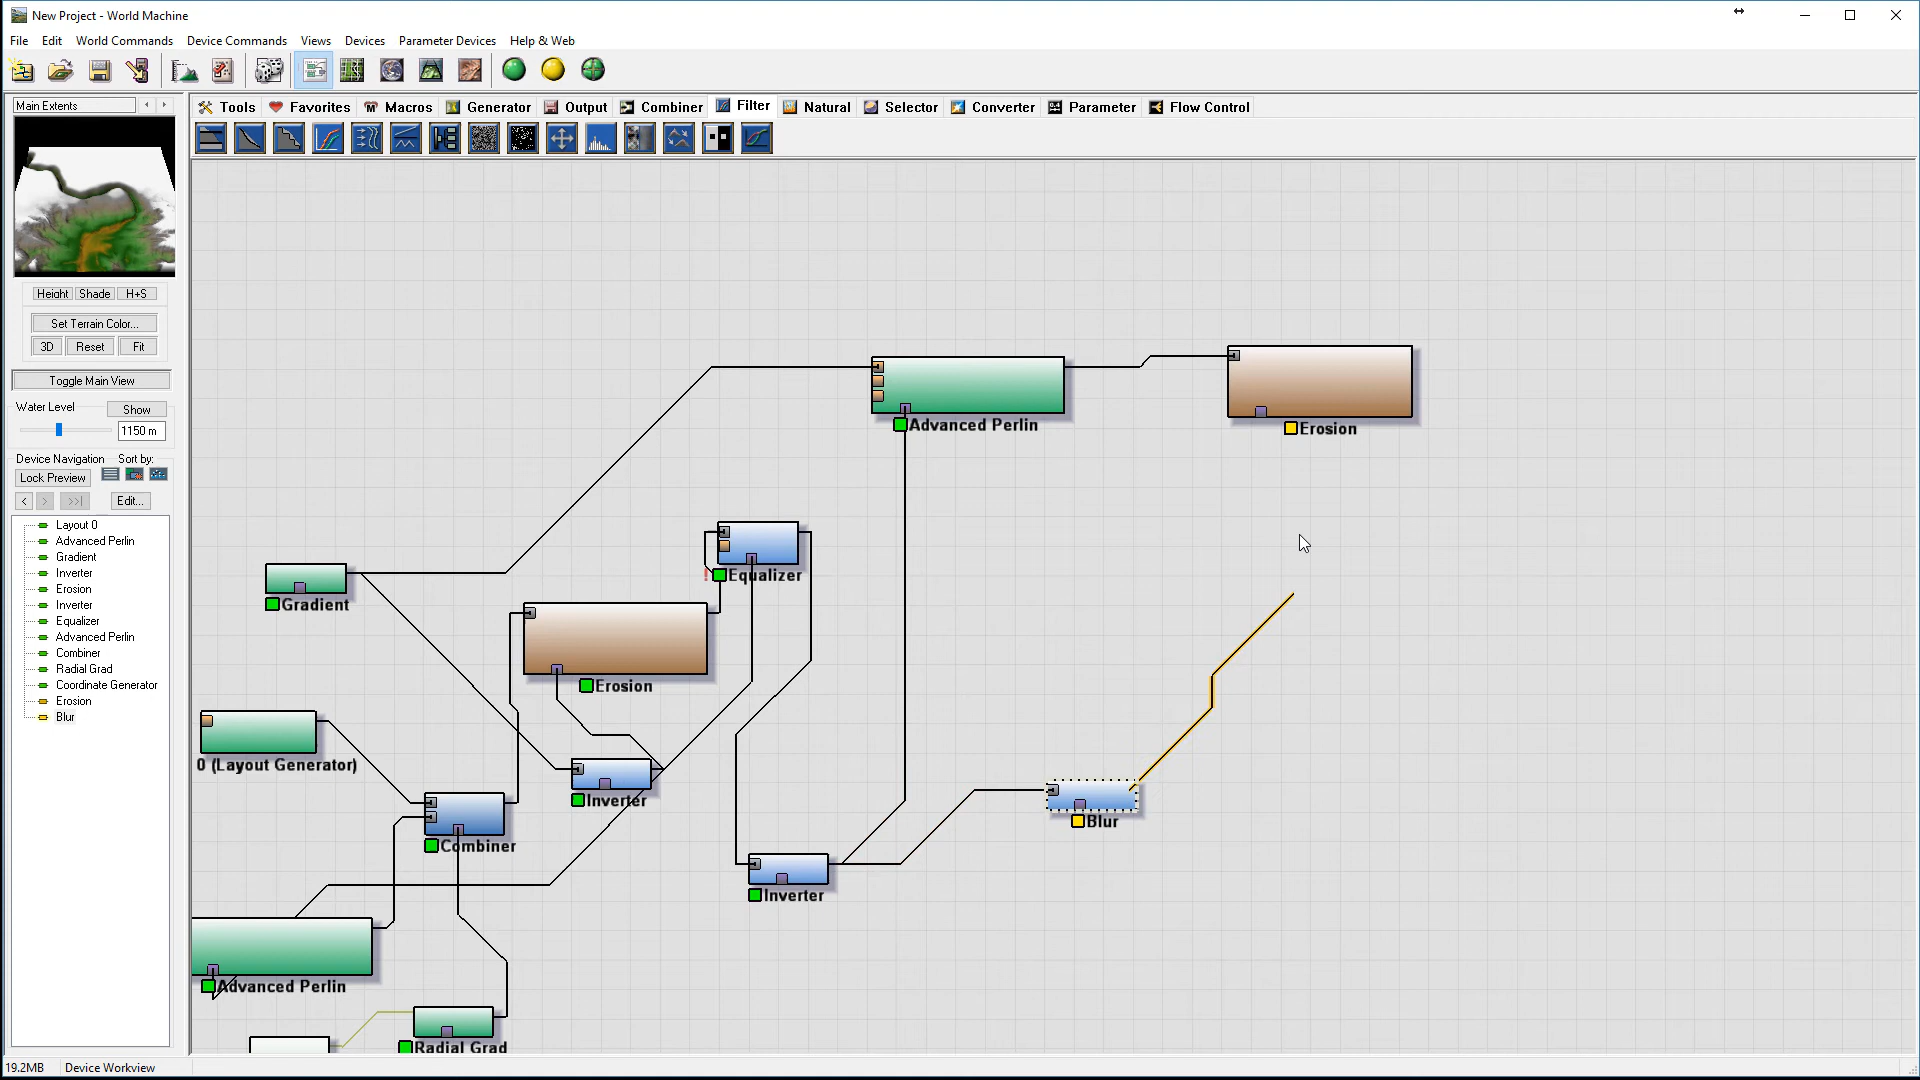 New Project - World Machine
File Edit World Commands Device Commands Views Devices Parameter Devices Help & Web
Main Extents
Tools Favorites Macros Generator Output Combiner Filter Natural Selector Converter Parameter Flow Control
Height Shade H+S
Set Terrain Color...
3D Reset Fit
Toggle Main View
Water Level Show
1150 m
Device Navigation Sort by:
Lock Preview
< > >>| Edit...
Layout 0
Advanced Perlin
Gradient
Inverter
Erosion
Inverter
Equalizer
Advanced Perlin
Combiner
Radial Grad
Coordinate Generator
Erosion
Blur
Advanced Perlin
Erosion
! Equalizer
Gradient
Erosion
0 (Layout Generator)
Inverter
Blur
Combiner
Inverter
Advanced Perlin
Radial Grad
19.2MB Device Workview